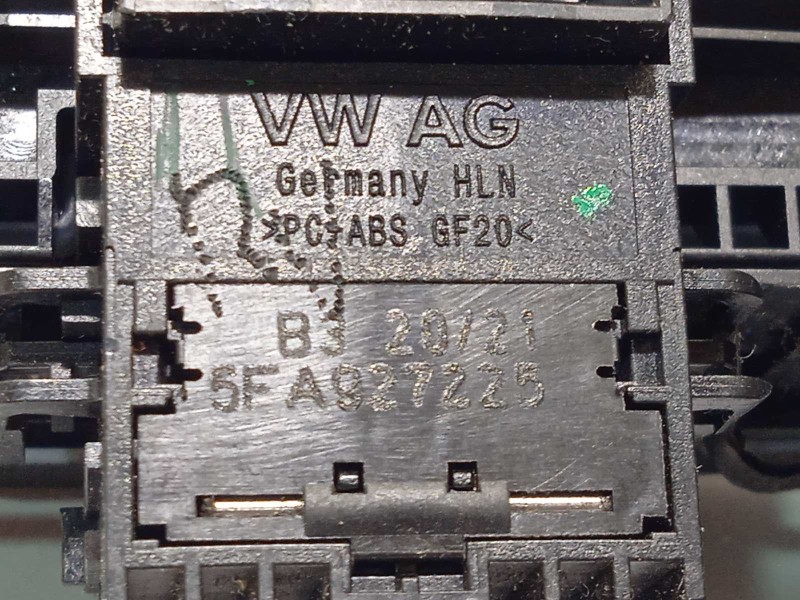 VW AG
Germany HLN
>PC+ABS GF20<
B3 20/21
5FA927225